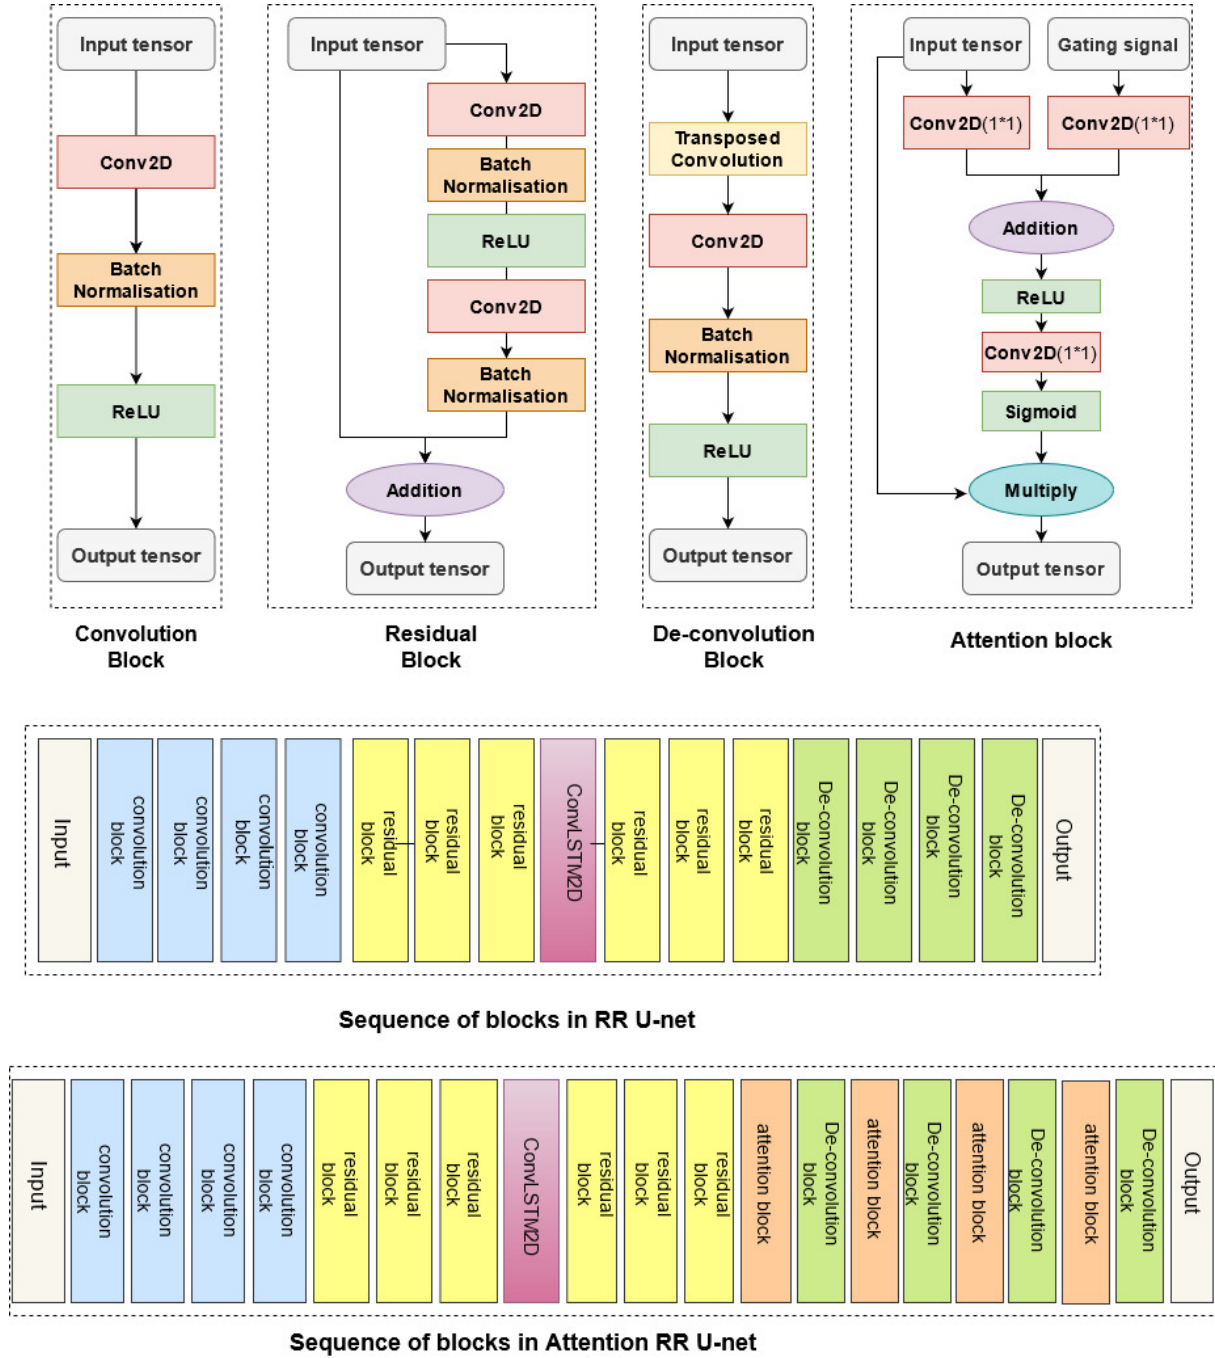 Input tensor
Conv2D
Batch
Normalisation
ReLU
Output tensor
Convolution
Block
Input tensor
Conv2D
Batch
Normalisation
ReLU
Conv2D
Batch
Normalisation
Addition
Output tensor
Residual
Block
Input tensor
Transposed
Convolution
Conv2D
Batch
Normalisation
ReLU
Output tensor
De-convolution
Block
Input tensor
Gating signal
Conv2D(1*1)
Conv2D(1*1)
Addition
ReLU
Conv2D(1*1)
Sigmoid
Multiply
Output tensor
Attention block
Input
convolution
block
convolution
block
convolution
block
convolution
block
residual
block
residual
block
residual
block
ConvLSTM2D
residual
block
residual
block
residual
block
De-convolution
block
De-convolution
block
De-convolution
block
De-convolution
block
Output
Sequence of blocks in RR U-net
Input
convolution
block
convolution
block
convolution
block
convolution
block
residual
block
residual
block
residual
block
ConvLSTM2D
residual
block
residual
block
residual
block
attention block
De-convolution
block
attention block
De-convolution
block
attention block
De-convolution
block
attention block
De-convolution
block
Output
Sequence of blocks in Attention RR U-net